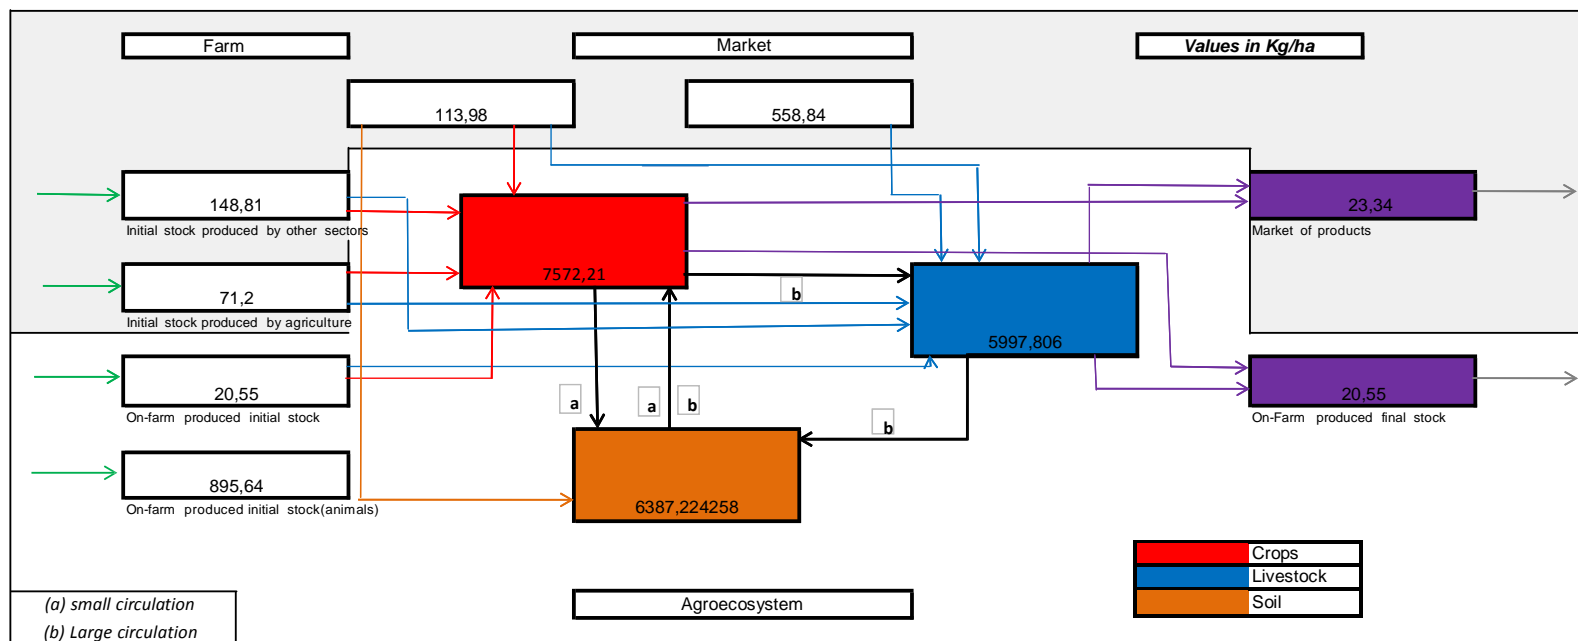 Farm
Market
Values in Kg/ha
113,98
558,84
148,81
Initial stock produced by other sectors
23,34
Market of products
7572,21
71,2
Initial stock produced by agriculture
b
5997,806
20,55
On-farm produced initial stock
20,55
On-Farm produced final stock
a
a
b
b
895,64
On-farm produced initial stock(animals)
6387,224258
Crops
Livestock
Soil
Agroecosystem
(a) small circulation
(b) Large circulation